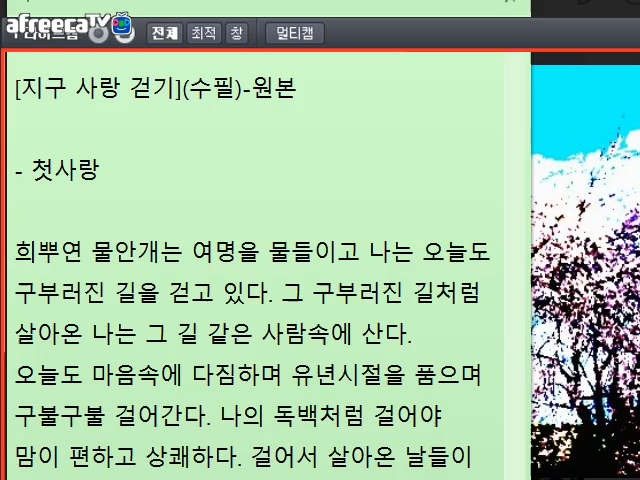 afreecaTV
전체 최적 창 멀티캠
[지구 사랑 걷기](수필)-원본
- 첫사랑
희뿌연 물안개는 여명을 물들이고 나는 오늘도
구부러진 길을 걷고 있다. 그 구부러진 길처럼
살아온 나는 그 길 같은 사람속에 산다.
오늘도 마음속에 다짐하며 유년시절을 품으며
구불구불 걸어간다. 나의 독백처럼 걸어야
맘이 편하고 상쾌하다. 걸어서 살아온 날들이